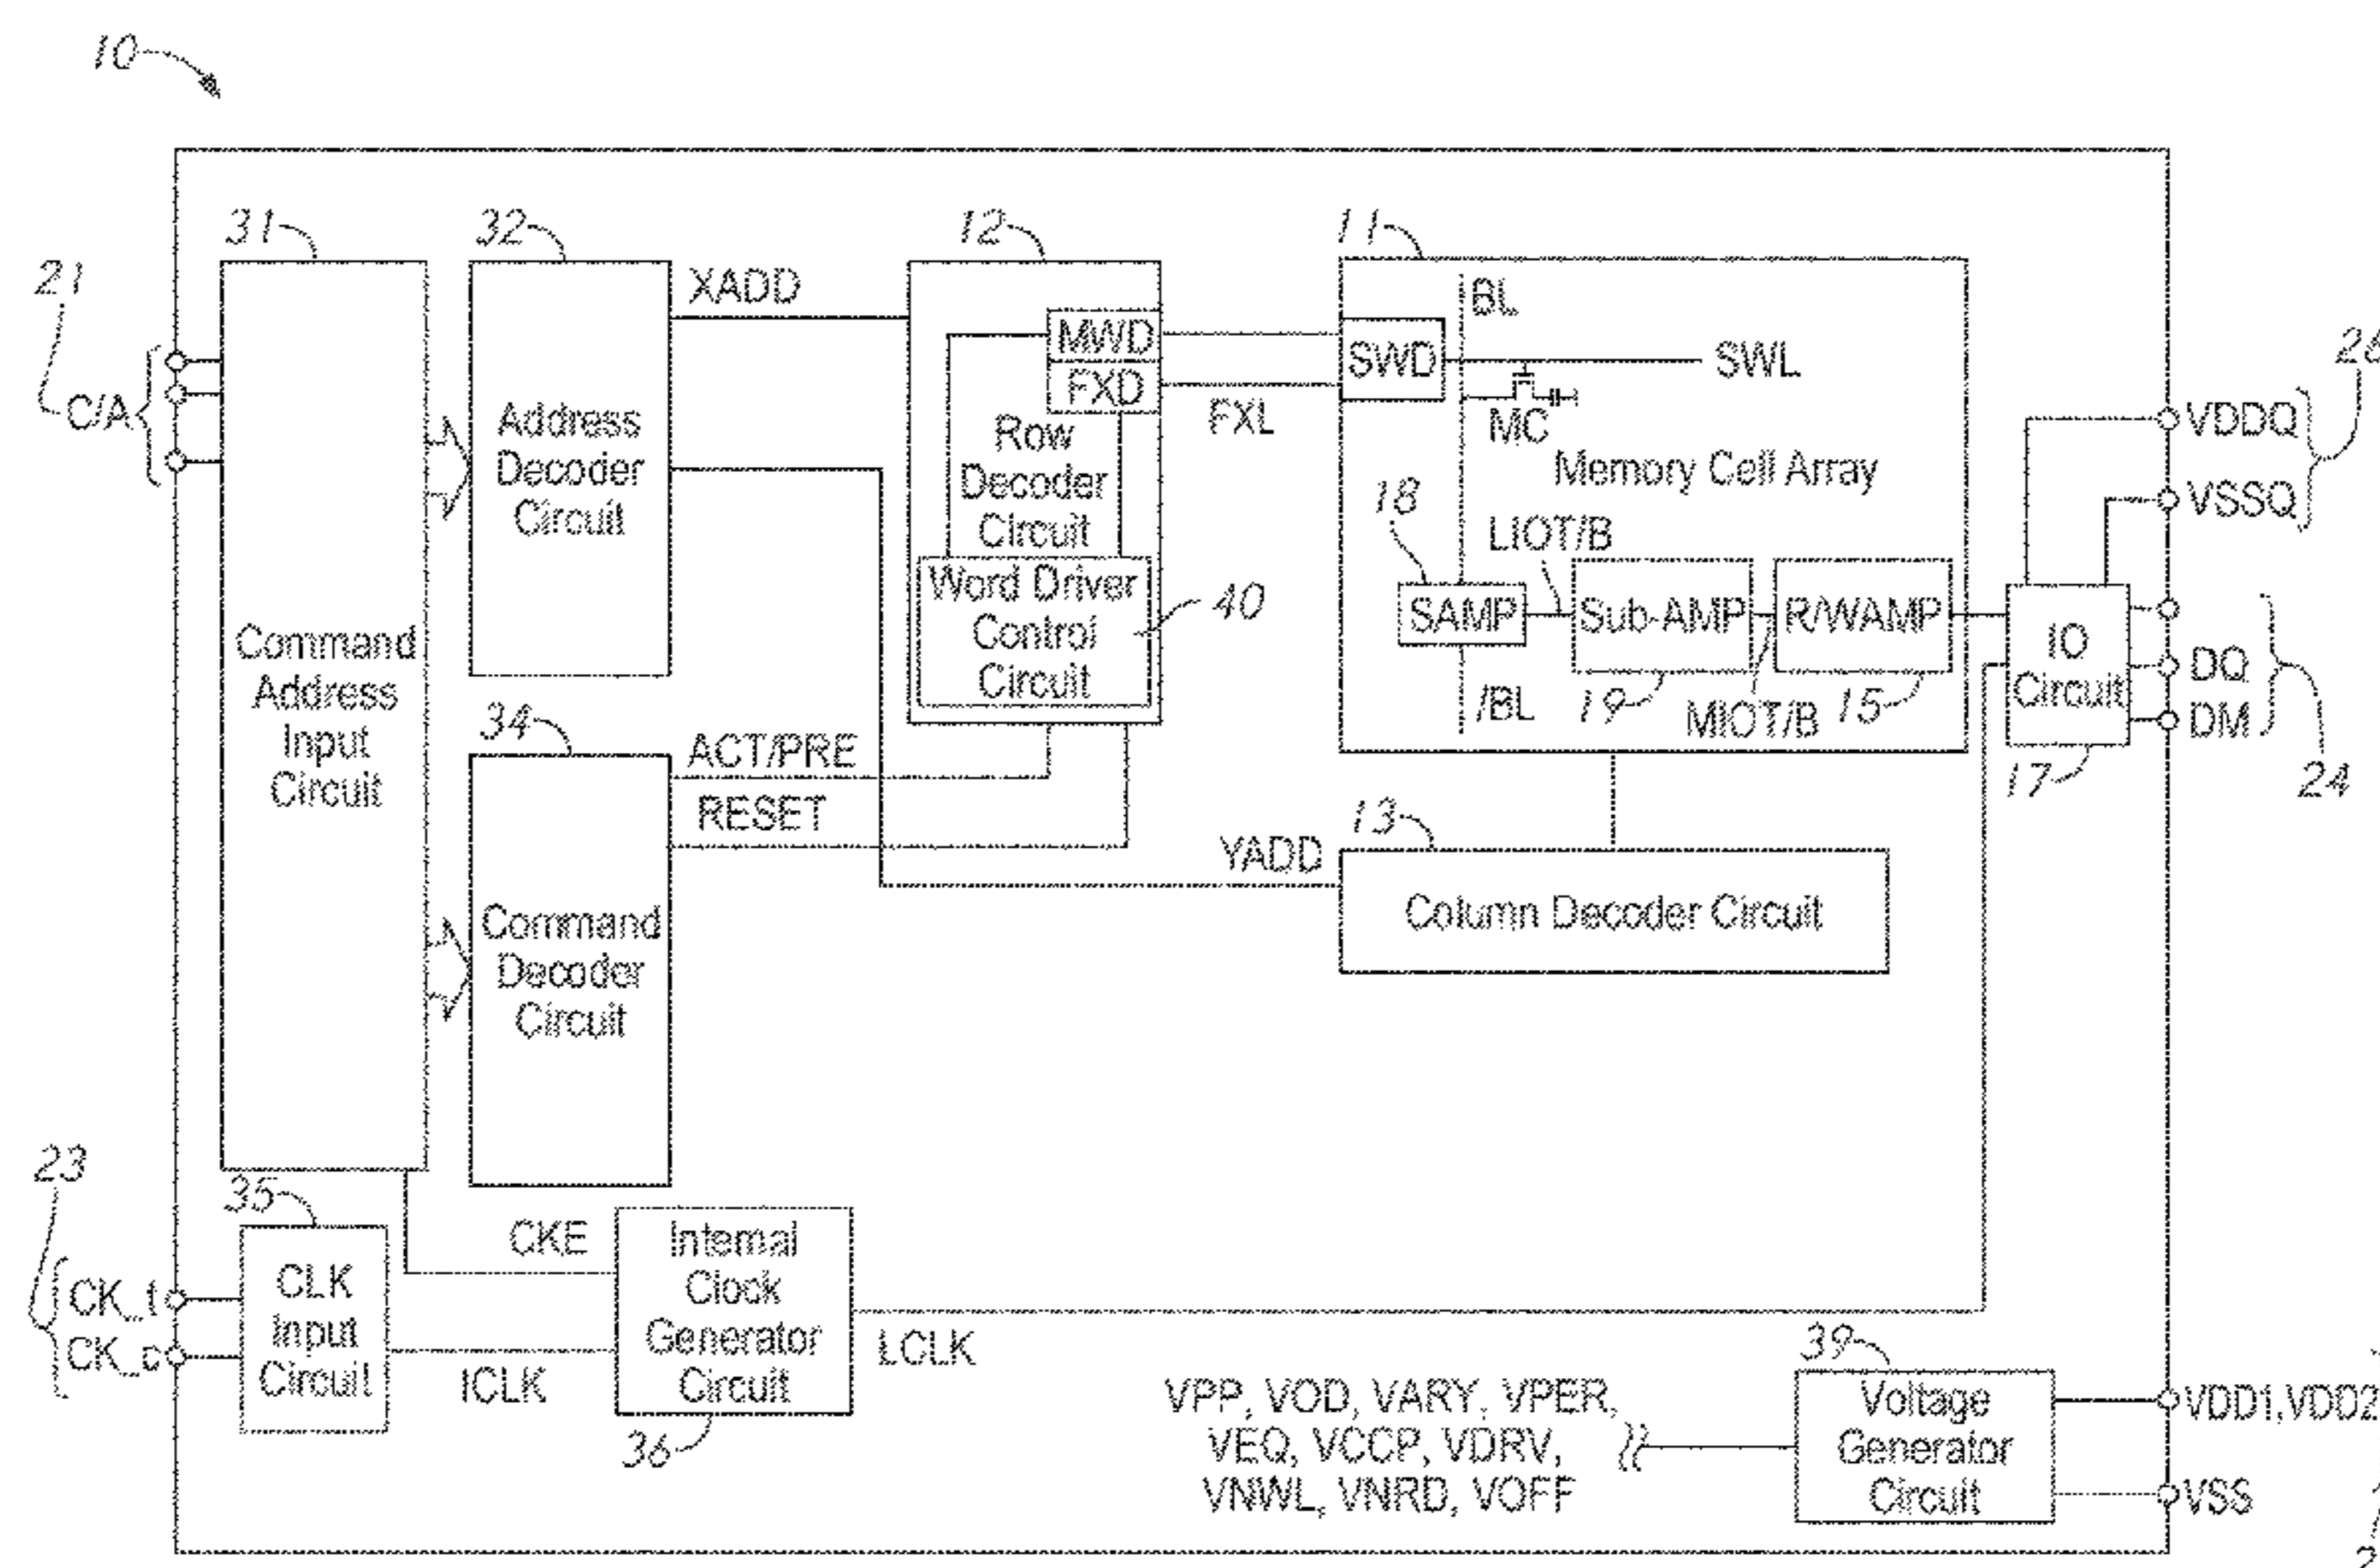 10
31
32
12
11
21
C/A
XADD
MWD
FXD
FXL
SWD
BL
SWL
MC
Memory Cell Array
VDDQ
VSSQ
Command
Address
Input
Circuit
Address
Decoder
Circuit
Row
Decoder
Circuit
Word Driver
Control
Circuit
40
18
LIOT/B
SAMP
Sub-AMP
R/WAMP
/BL
19
MIOT/B
15
IO
Circuit
17
DQ
DM
24
34
ACT/PRE
RESET
Command
Decoder
Circuit
YADD
13
Column Decoder Circuit
23
35
CK_t
CK_c
CLK
Input
Circuit
CKE
ICLK
Internal
Clock
Generator
Circuit
36
LCLK
VPP, VOD, VARY, VPER,
VEQ, VCCP, VDRV,
VNWL, VNRD, VOFF
39
Voltage
Generator
Circuit
VDD1,VDD2
VSS